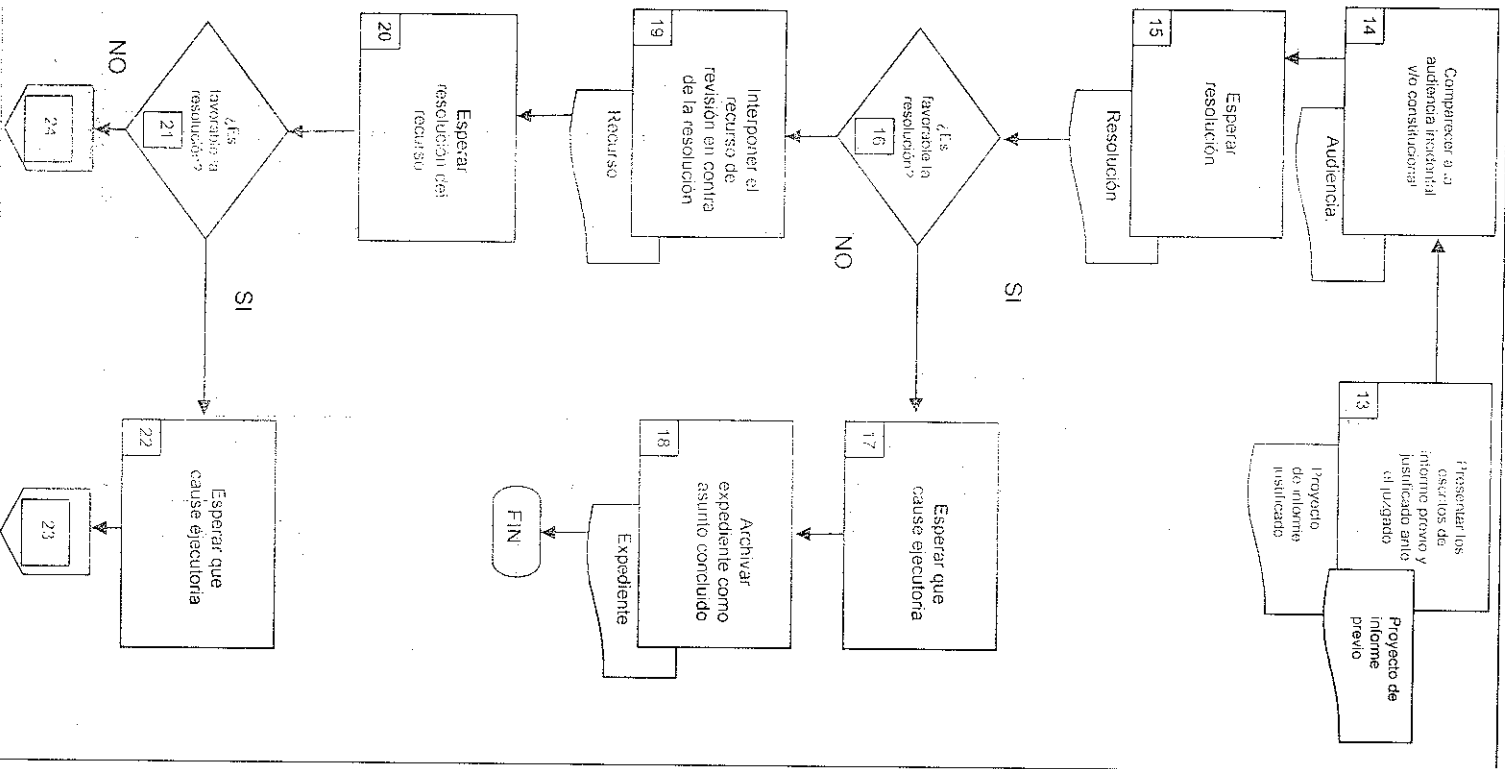 13
Presentar los
escritos de
informe previo y
justificado ante
el juzgado
Proyecto
de informe
justificado
Proyecto de
informe
previo
14
Comparecer a la
audiencia incidental
y/o constitucional
Audiencia.
15
Esperar
resolución
Resolución
¿Es
favorable la
resolución?
16
SI
NO
17
Esperar que
cause ejecutoria
18
Archivar
expediente como
asunto concluido
Expediente
FIN
19
Interponer el
recurso de
revisión en contra
de la resolución
Recurso
20
Esperar
resolución del
recurso
¿Es
favorable la
resolución?
21
SI
NO
22
Esperar que
cause ejecutoria
23
24